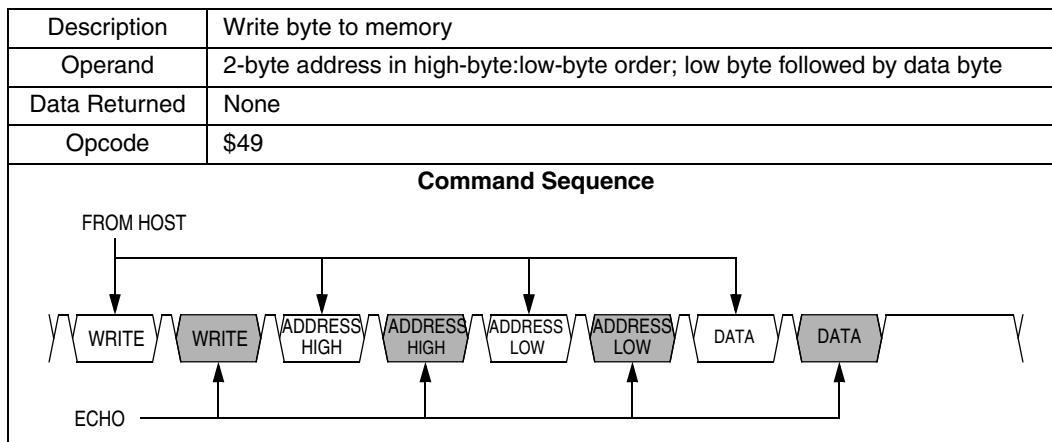 Description Write byte to memory
Operand 2-byte address in high-byte:low-byte order; low byte followed by data byte
Data Returned None
Opcode $49
Command Sequence
FROM HOST
WRITE WRITE ADDRESS HIGH ADDRESS HIGH ADDRESS LOW ADDRESS LOW DATA DATA
ECHO